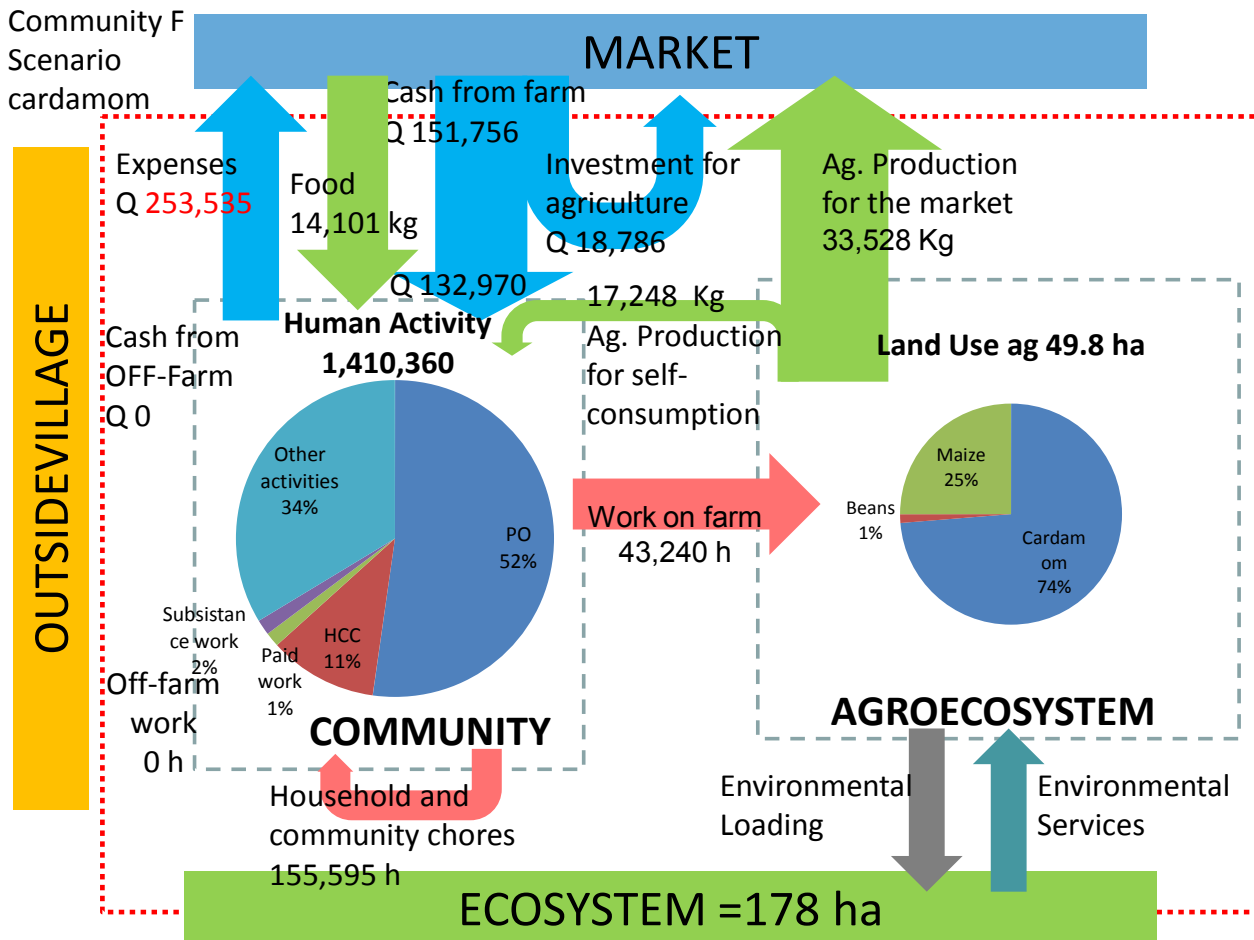 Community F
Scenario
cardamom
MARKET
Cash from farm
Q 151,756
Expenses
Q 253,535
Food
14,101 kg
Investment for
agriculture
Q 18,786
Ag. Production
for the market
33,528 Kg
Q 132,970
17,248 Kg
Ag. Production
for self-
consumption
OUTSIDEVILLAGE
Cash from
OFF-Farm
Q 0
Human Activity
1,410,360
Other
activities
34%
PO
52%
HCC
11%
Paid
work
1%
Subsistan
ce work
2%
Off-farm
work
0 h
COMMUNITY
Work on farm
43,240 h
Land Use ag 49.8 ha
Maize
25%
Beans
1%
Cardam
om
74%
AGROECOSYSTEM
Household and
community chores
155,595 h
Environmental
Loading
Environmental
Services
ECOSYSTEM =178 ha